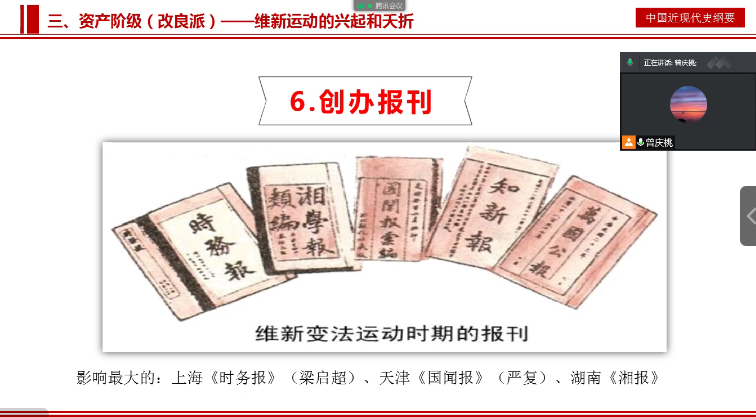 腾讯会议
三、资产阶级（改良派）——维新运动的兴起和夭折
中国近现代史纲要
正在讲话: 曾庆桃;
曾庆桃
6.创办报刊
時務報
湘學報
類編
國聞報彙編
知新報
萬國公報
维新变法运动时期的报刊
影响最大的：上海《时务报》（梁启超）、天津《国闻报》（严复）、湖南《湘报》